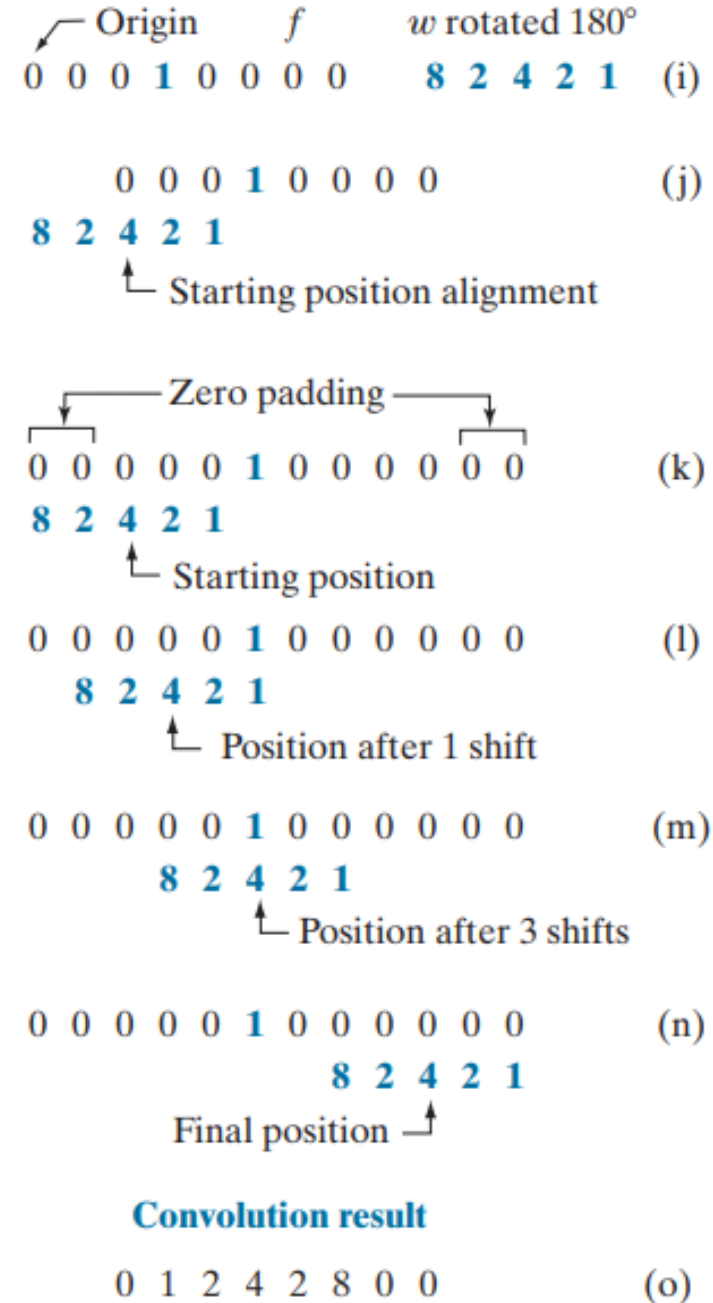 Origin f w rotated 180°
0 0 0 1 0 0 0 0 8 2 4 2 1 (i)
0 0 0 1 0 0 0 0 (j)
8 2 4 2 1
Starting position alignment
Zero padding
0 0 0 0 0 1 0 0 0 0 0 0 (k)
8 2 4 2 1
Starting position
0 0 0 0 0 1 0 0 0 0 0 0 (l)
8 2 4 2 1
Position after 1 shift
0 0 0 0 0 1 0 0 0 0 0 0 (m)
8 2 4 2 1
Position after 3 shifts
0 0 0 0 0 1 0 0 0 0 0 0 (n)
8 2 4 2 1
Final position
Convolution result
0 1 2 4 2 8 0 0 (o)